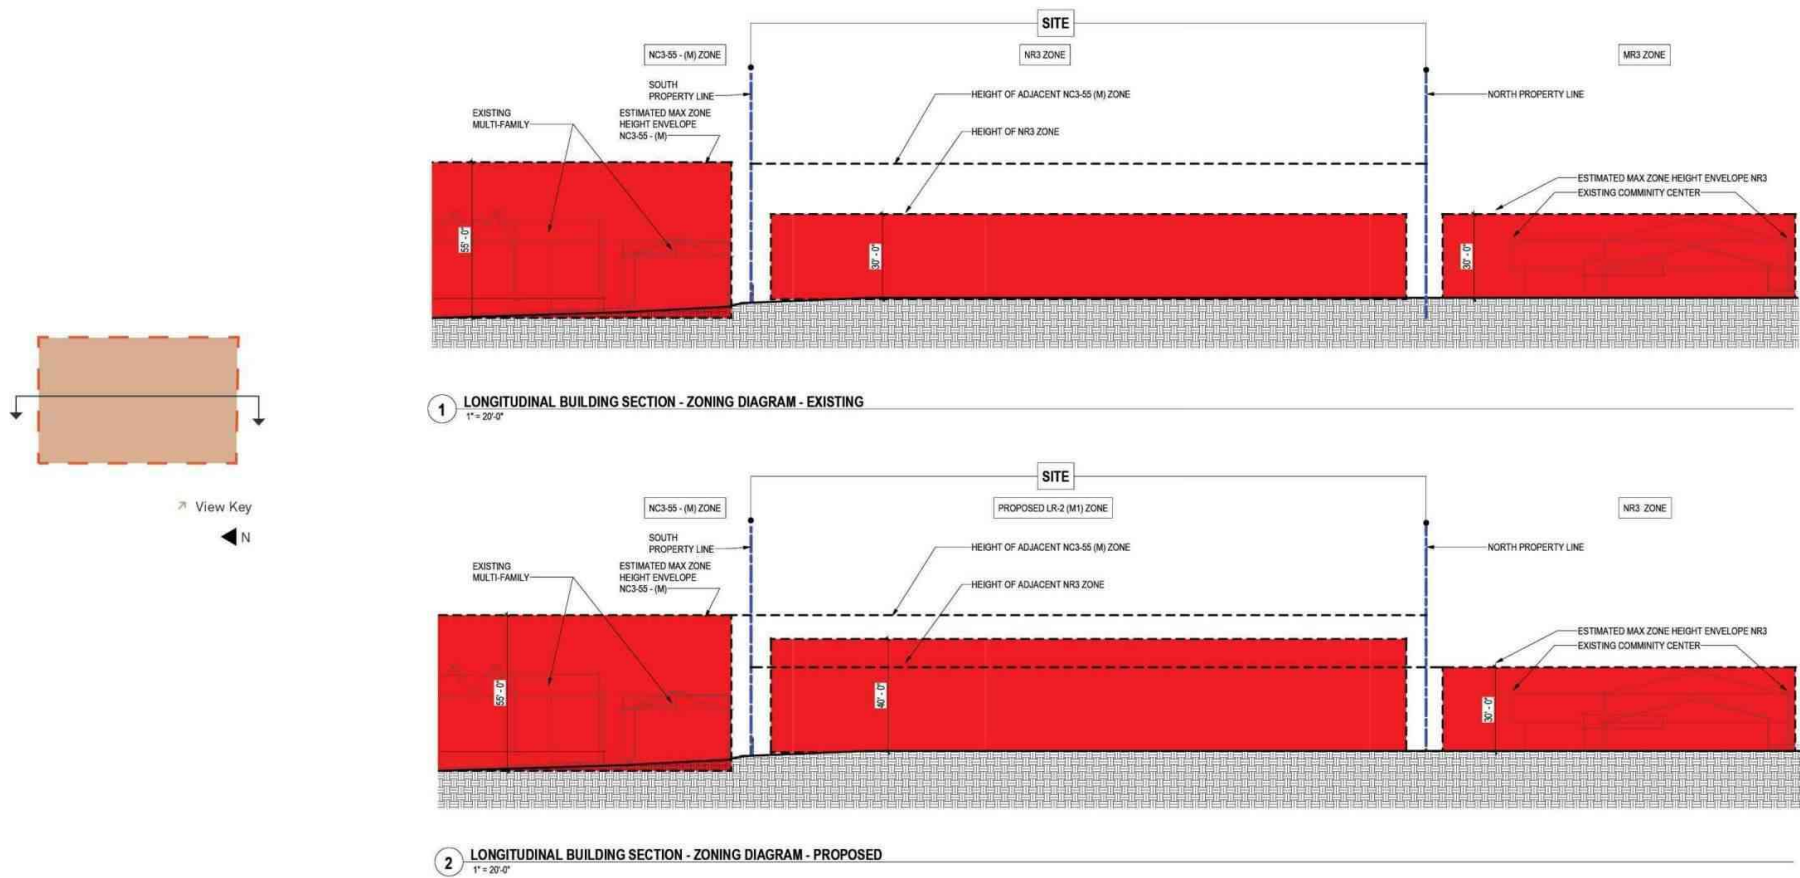 SITE
NC3-55 - (M) ZONE
NR3 ZONE
MR3 ZONE
SOUTH
PROPERTY LINE
HEIGHT OF ADJACENT NC3-55 (M) ZONE
NORTH PROPERTY LINE
EXISTING
MULTI-FAMILY
ESTIMATED MAX ZONE
HEIGHT ENVELOPE
NC3-55 - (M)
HEIGHT OF NR3 ZONE
ESTIMATED MAX ZONE HEIGHT ENVELOPE NR3
EXISTING COMMINITY CENTER
55' - 0"
30' - 0"
30' - 0"
1 LONGITUDINAL BUILDING SECTION - ZONING DIAGRAM - EXISTING
1" = 20'-0"
View Key
N
SITE
NC3-55 - (M) ZONE
PROPOSED LR-2 (M1) ZONE
NR3 ZONE
SOUTH
PROPERTY LINE
HEIGHT OF ADJACENT NC3-55 (M) ZONE
NORTH PROPERTY LINE
EXISTING
MULTI-FAMILY
ESTIMATED MAX ZONE
HEIGHT ENVELOPE
NC3-55 - (M)
HEIGHT OF ADJACENT NR3 ZONE
ESTIMATED MAX ZONE HEIGHT ENVELOPE NR3
EXISTING COMMINITY CENTER
55' - 0"
40' - 0"
30' - 0"
2 LONGITUDINAL BUILDING SECTION - ZONING DIAGRAM - PROPOSED
1" = 20'-0"